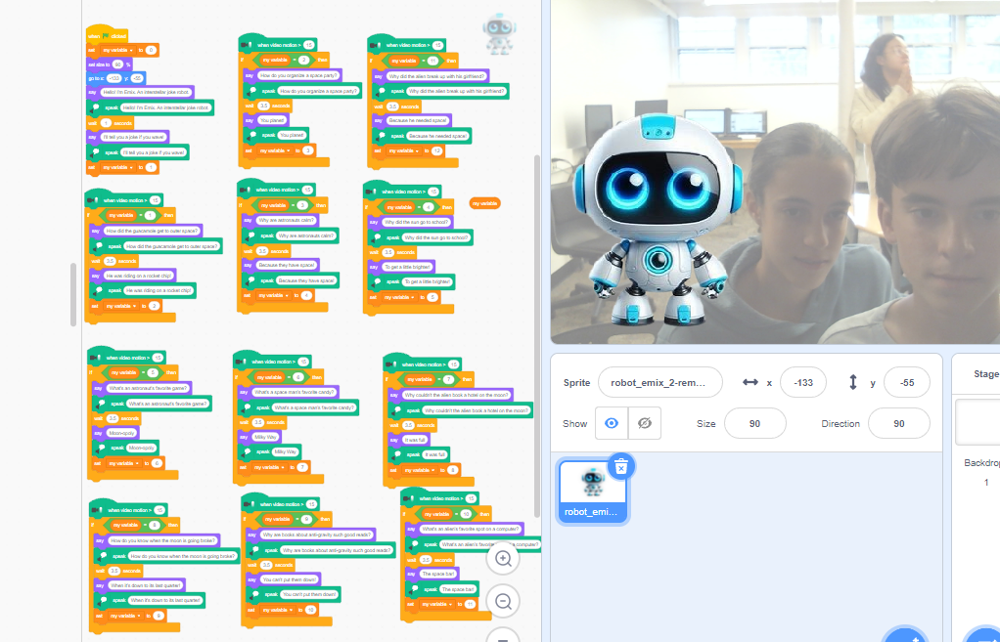 when clicked
set my variable to 0
set size to 90 %
go to x: -133 y: -55
say Hello! I'm Emix. An interstellar joke robot.
speak Hello! I'm Emix. An interstellar joke robot.
wait 1 seconds
say I'll tell you a joke if you wave!
speak I'll tell you a joke if you wave!
set my variable to 1
when video motion > 15
if my variable = 2 then
say How do you organize a space party?
speak How do you organize a space party?
wait 3.5 seconds
say You planet!
speak You planet!
set my variable to 3
when video motion > 15
if my variable = 11 then
say Why did the alien break up with his girlfriend?
speak Why did the alien break up with his girlfriend?
wait 3.5 seconds
say Because he needed space!
speak Because he needed space!
set my variable to 12
when video motion > 15
if my variable = 1 then
say How did the guacamole get to outer space?
speak How did the guacamole get to outer space?
wait 3.5 seconds
say He was riding on a rocket chip!
speak He was riding on a rocket chip!
set my variable to 2
when video motion > 15
if my variable = 3 then
say Why are astronauts calm?
speak Why are astronauts calm?
wait 3.5 seconds
say Because they have space!
speak Because they have space!
set my variable to 4
when video motion > 15
if my variable = 4 then
say Why did the sun go to school?
speak Why did the sun go to school?
wait 3.5 seconds
say To get a little brighter!
speak To get a little brighter!
set my variable to 5
my variable
when video motion > 15
if my variable = 5 then
say What's an astronaut's favorite game?
speak What's an astronaut's favorite game?
wait 3.5 seconds
say Moon-opoly
speak Moon-opoly
set my variable to 6
when video motion > 15
if my variable = 6 then
say What's a space man's favorite candy?
speak What's a space man's favorite candy?
wait 3.5 seconds
say Milky Way
speak Milky Way
set my variable to 7
when video motion > 15
if my variable = 7 then
say Why couldn't the alien book a hotel on the moon?
speak Why couldn't the alien book a hotel on the moon?
wait 3.5 seconds
say It was full
speak It was full
set my variable to 8
when video motion > 15
if my variable = 8 then
say How do you know when the moon is going broke?
speak How do you know when the moon is going broke?
wait 3.5 seconds
say When it's down to its last quarter!
speak When it's down to its last quarter!
set my variable to 9
when video motion > 15
if my variable = 9 then
say Why are books about anti-gravity such good reads?
speak Why are books about anti-gravity such good reads?
wait 3.5 seconds
say You can't put them down!
speak You can't put them down!
set my variable to 10
when video motion > 15
if my variable = 10 then
say What's an alien's favorite spot on a computer?
speak What's an alien's favorite computer?
wait 3.5 seconds
say The space bar!
speak The space bar!
set my variable to 11
Sprite robot_emix_2-rem... x -133 y -55
Show Size 90 Direction 90
robot_emi...
Stage
Backdrop
1